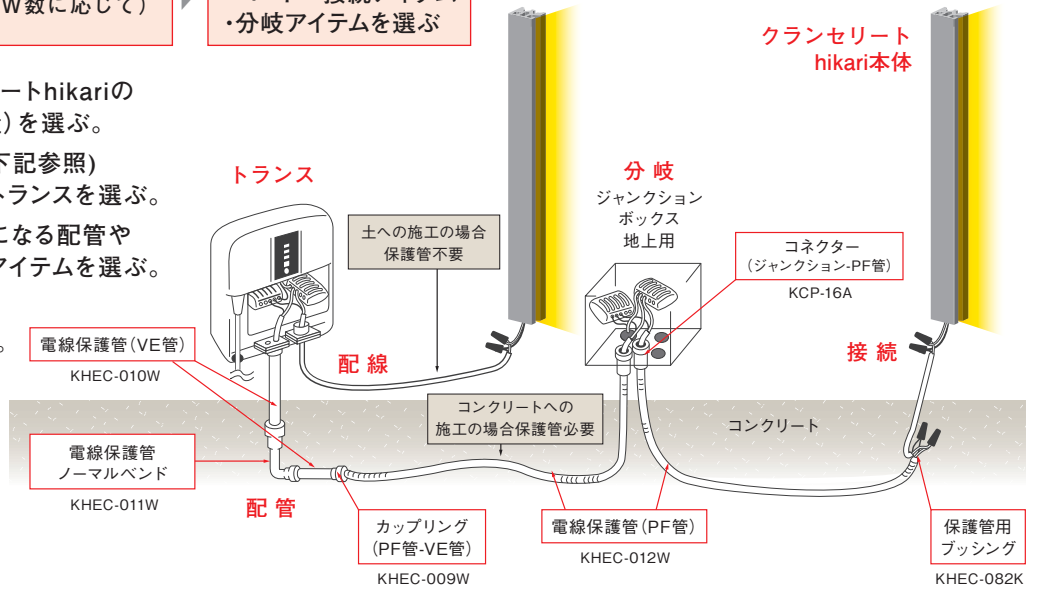 W数に応じて)
・分岐アイテムを選ぶ
ートhikariの
)を選ぶ。
下記参照)
トランスを選ぶ。
になる配管や
アイテムを選ぶ。
。
クランセリート
hikari本体
トランス
分岐
ジャンクション
ボックス
地上用
土への施工の場合
保護管不要
コネクター
(ジャンクション-PF管)
KCP-16A
電線保護管(VE管)
KHEC-010W
配線
接続
コンクリートへの
施工の場合保護管必要
コンクリート
電線保護管
ノーマルベンド
KHEC-011W
配管
カップリング
(PF管-VE管)
KHEC-009W
電線保護管(PF管)
KHEC-012W
保護管用
ブッシング
KHEC-082K